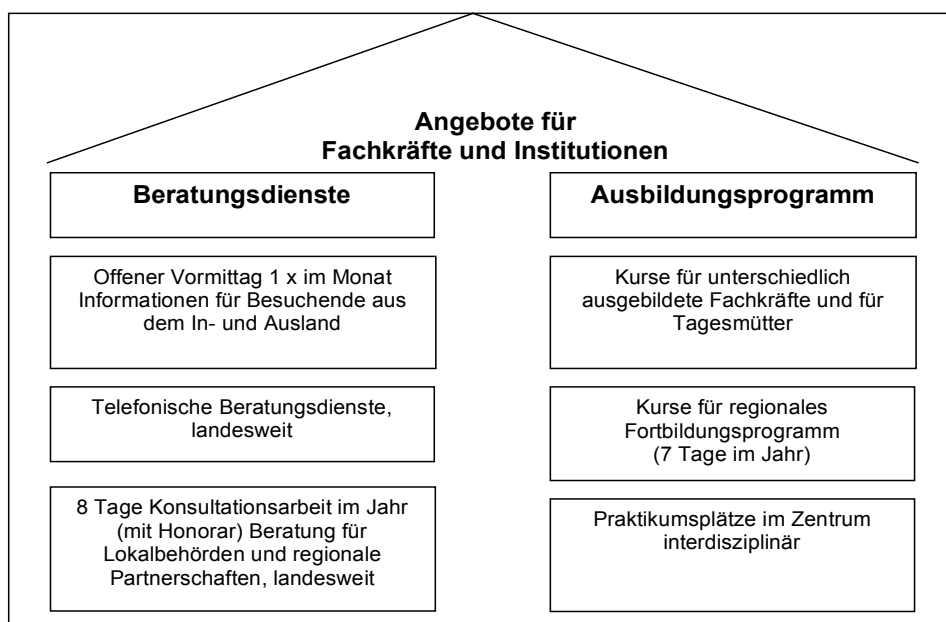 Angebote für
Fachkräfte und Institutionen
Beratungsdienste
Offener Vormittag 1 x im Monat
Informationen für Besuchende aus
dem In- und Ausland
Telefonische Beratungsdienste,
landesweit
8 Tage Konsultationsarbeit im Jahr
(mit Honorar) Beratung für
Lokalbehörden und regionale
Partnerschaften, landesweit
Ausbildungsprogramm
Kurse für unterschiedlich
ausgebildete Fachkräfte und für
Tagesmütter
Kurse für regionales
Fortbildungsprogramm
(7 Tage im Jahr)
Praktikumsplätze im Zentrum
interdisziplinär